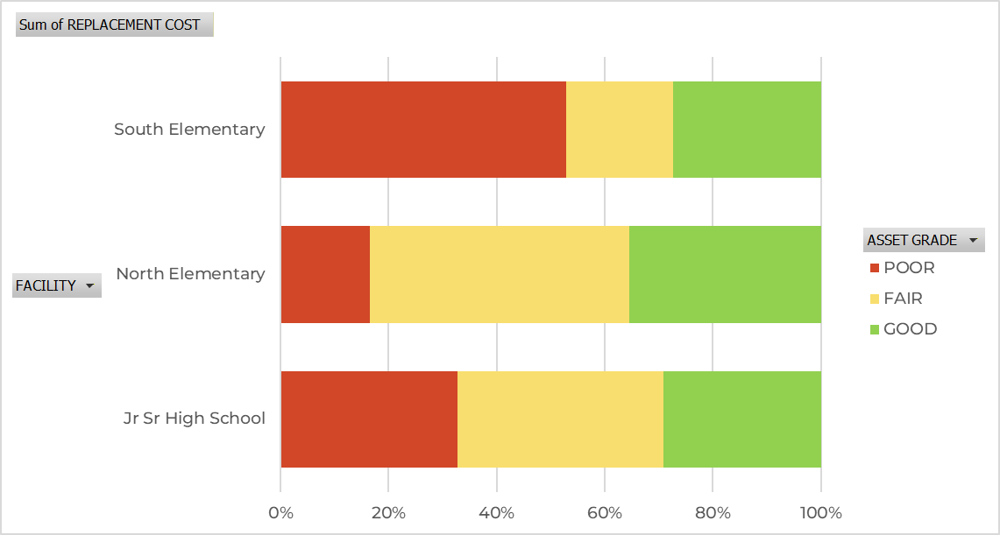 Sum of REPLACEMENT COST
South Elementary
North Elementary
Jr Sr High School
FACILITY
0% 20% 40% 60% 80% 100%
ASSET GRADE
POOR
FAIR
GOOD